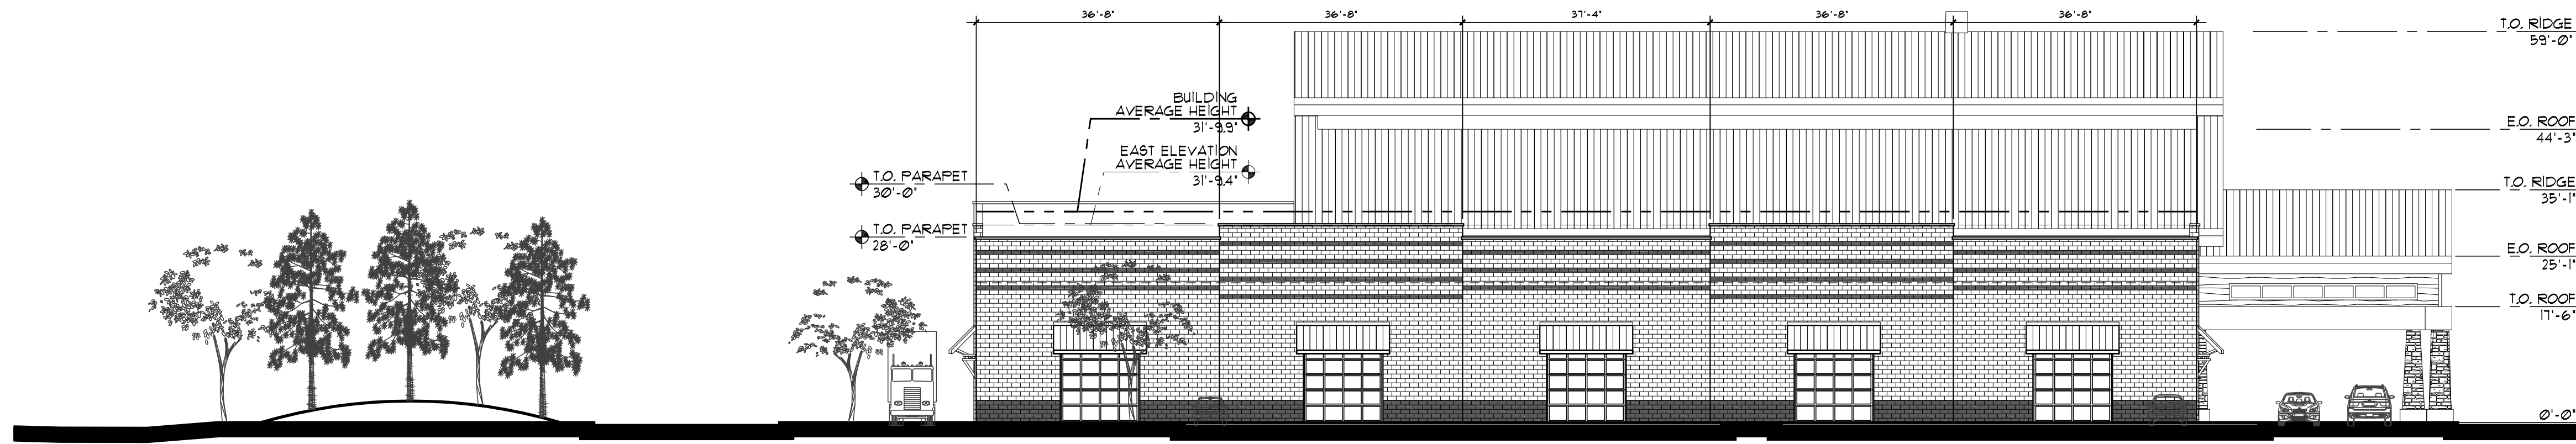 36'-8"
36'-8"
37'-4"
36'-8"
36'-8"
T.O. RIDGE
59'-0"
BUILDING
AVERAGE HEIGHT
31'-9.9"
E.O. ROOF
44'-3"
EAST ELEVATION
AVERAGE HEIGHT
31'-9.4"
T.O. PARAPET
30'-0"
T.O. RIDGE
35'-1"
T.O. PARAPET
28'-0"
E.O. ROOF
25'-1"
T.O. ROOF
17'-6"
0'-0"